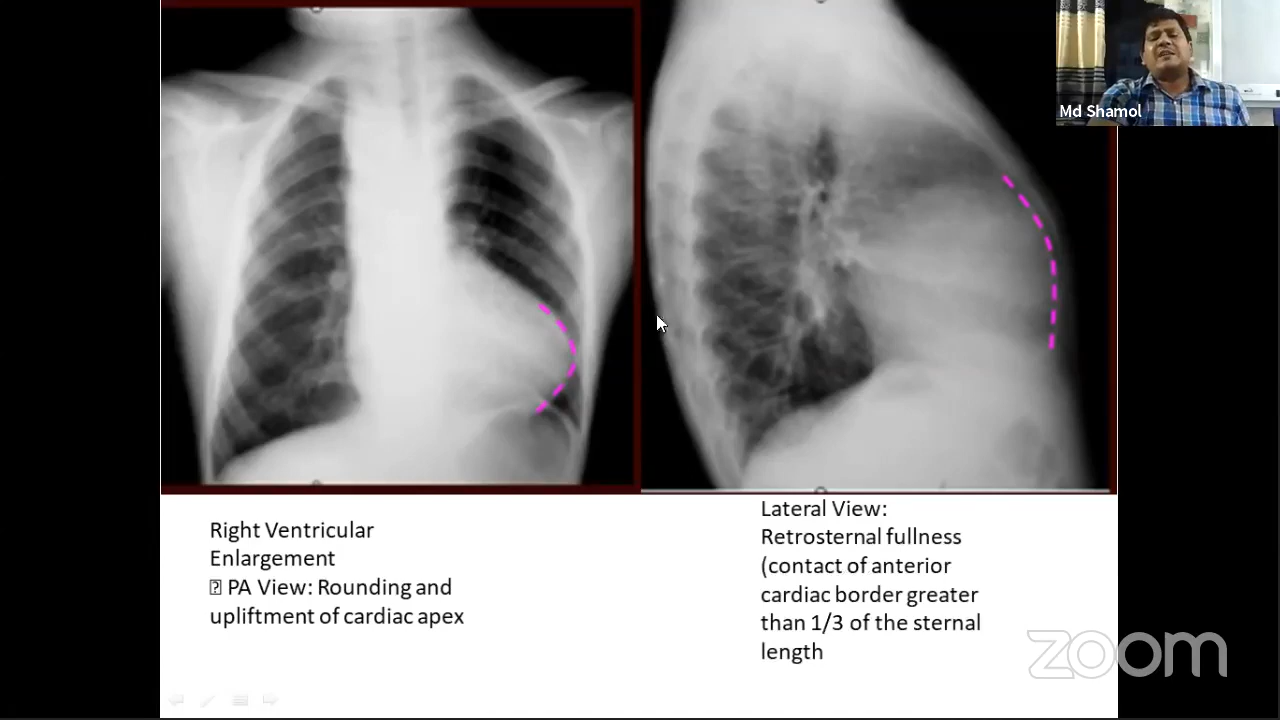 Md Shamol
Right Ventricular
Enlargement
PA View: Rounding and
upliftment of cardiac apex
Lateral View:
Retrosternal fullness
(contact of anterior
cardiac border greater
than 1/3 of the sternal
length
zoom